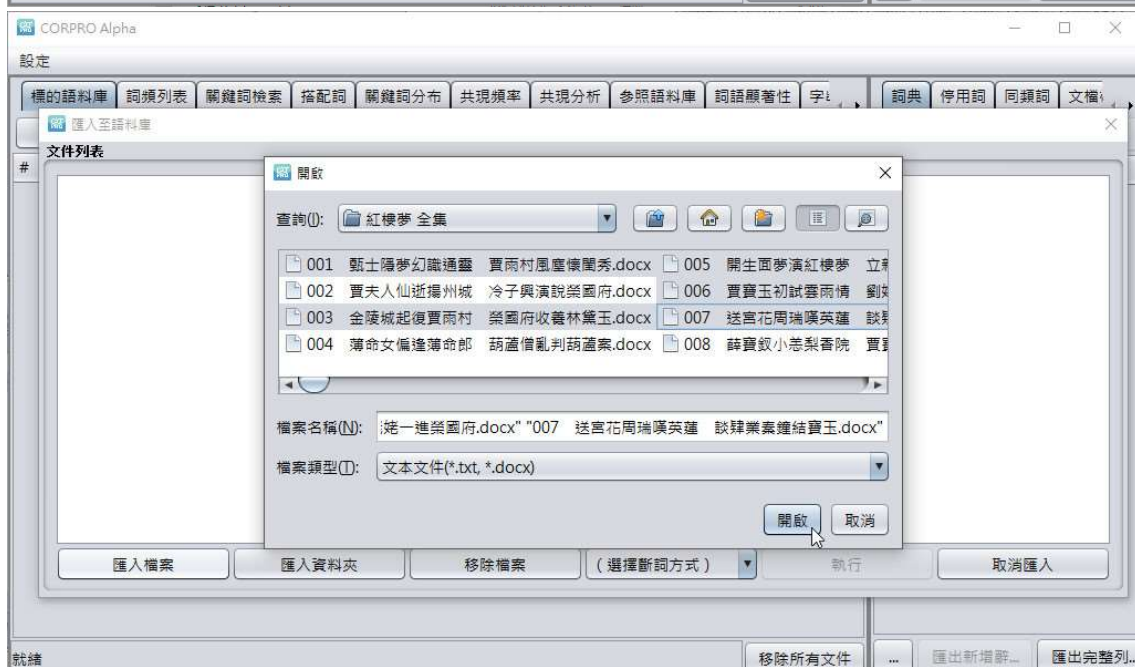 CORPRO Alpha
設定
標的語料庫 詞頻列表 關鍵詞檢索 搭配詞 關鍵詞分布 共現頻率 共現分析 參照語料庫 詞語顯著性 詞典 停用詞 同類詞 文檔
匯入至語料庫
文件列表
#
開啟
查詢(I): 紅樓夢 全集
001 甄士隱夢幻識通靈 賈雨村風塵懷閨秀.docx 005 開生面夢演紅樓夢
002 賈夫人仙逝揚州城 冷子興演說榮國府.docx 006 賈寶玉初試雲雨情
003 金陵城起復賈雨村 榮國府收養林黛玉.docx 007 送宮花周瑞嘆英蓮
004 薄命女偏逢薄命郎 葫蘆僧亂判葫蘆案.docx 008 薛寶釵小恙梨香院
檔案名稱(N): 姥一進榮國府.docx" "007 送宮花周瑞嘆英蓮 談肄業秦鐘結寶玉.docx"
檔案類型(T): 文本文件(*.txt, *.docx)
開啟 取消
匯入檔案 匯入資料夾 移除檔案 (選擇斷詞方式) 執行 取消匯入
就緒 移除所有文件 ... 匯出新增辭... 匯出完整列...